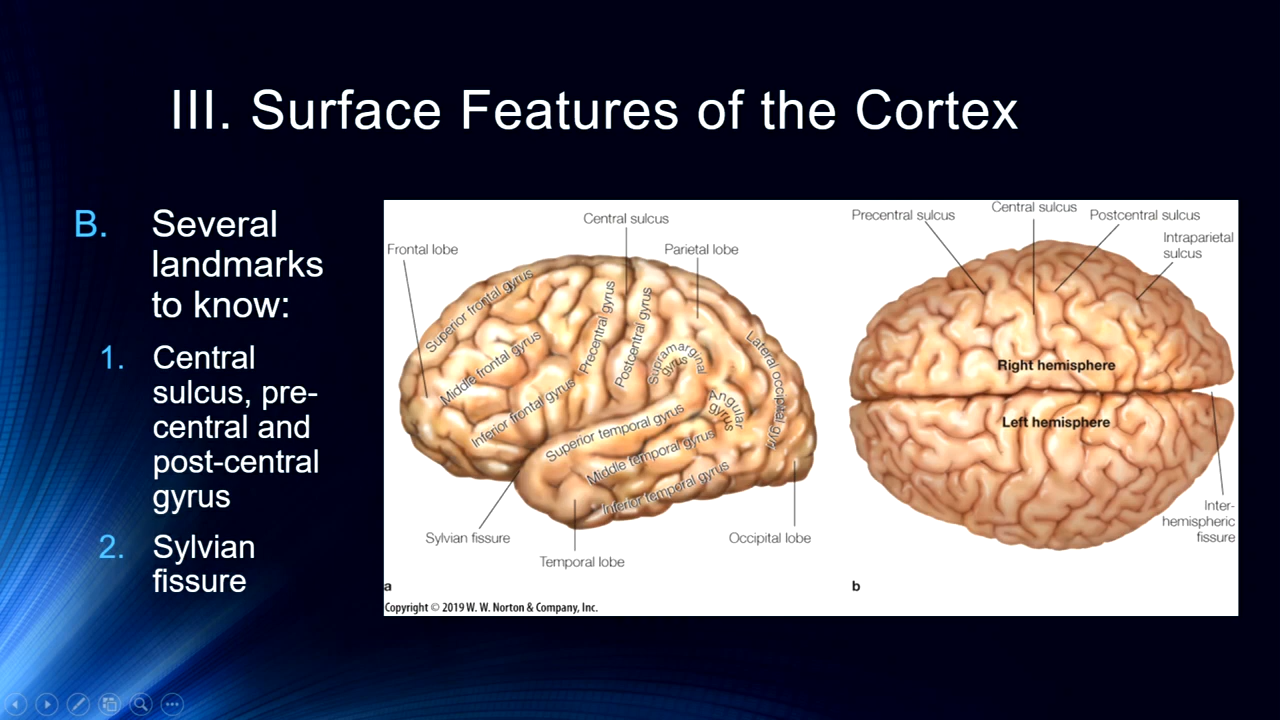 III. Surface Features of the Cortex
B. Several
landmarks
to know:
1. Central
sulcus, pre-
central and
post-central
gyrus
2. Sylvian
fissure
Central sulcus
Frontal lobe
Parietal lobe
Superior frontal gyrus
Middle frontal gyrus
Inferior frontal gyrus
Precentral gyrus
Postcentral gyrus
Supramarginal
gyrus
Angular
gyrus
Lateral occipital gyri
Superior temporal gyrus
Middle temporal gyrus
Inferior temporal gyrus
Sylvian fissure
Temporal lobe
Occipital lobe
a
Precentral sulcus
Central sulcus
Postcentral sulcus
Intraparietal
sulcus
Right hemisphere
Left hemisphere
Inter-
hemispheric
fissure
b
Copyright © 2019 W. W. Norton & Company, Inc.